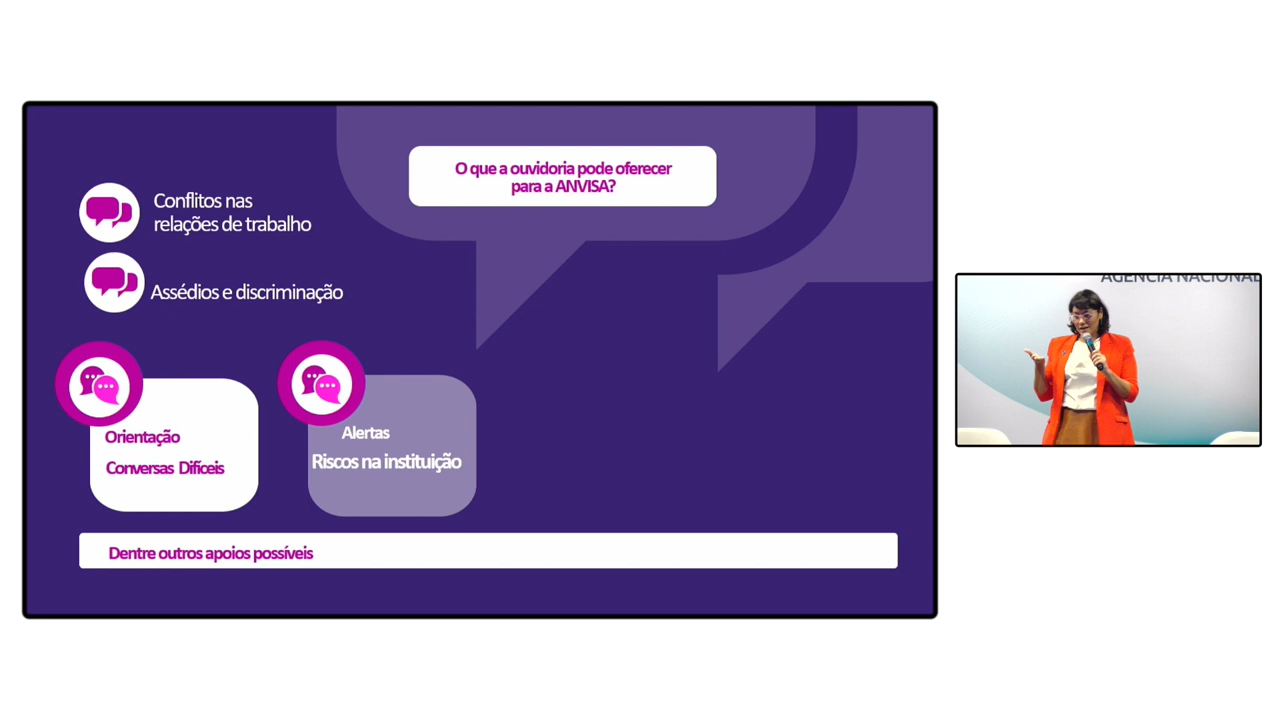 O que a ouvidoria pode oferecer
para a ANVISA?
Conflitos nas
relações de trabalho
Assédios e discriminação
Orientação
Conversas Difíceis
Alertas
Riscos na instituição
Dentre outros apoios possíveis
AGÊNCIA NACIONAL